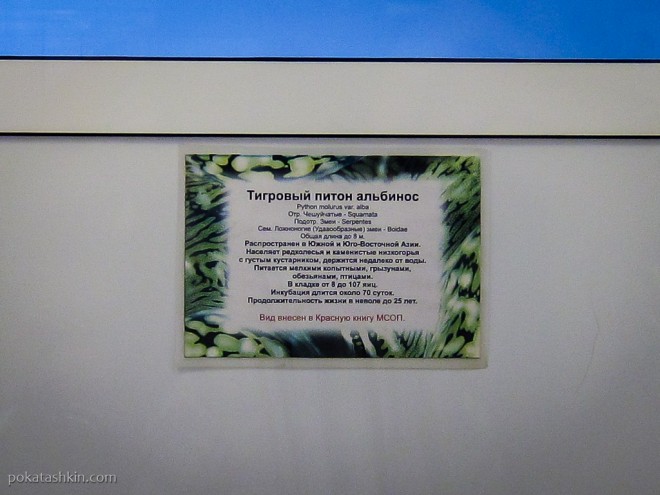 Тигровый питон альбинос
Python molurus var. alba
Отр. Чешуйчатые - Squamata
Подотр. Змеи - Serpentes
Сем. Ложноногие (Удавообразные) змеи - Boidae
Общая длина до 8 м.
Распространен в Южной и Юго-Восточной Азии.
Населяет редколесья и каменистые низкогорья
с густым кустарником, держится недалеко от воды.
Питается мелкими копытными, грызунами,
обезьянами, птицами.
В кладке от 8 до 107 яиц.
Инкубация длится около 70 суток.
Продолжительность жизни в неволе до 25 лет.
Вид внесен в Красную книгу МСОП.
pokatashkin.com